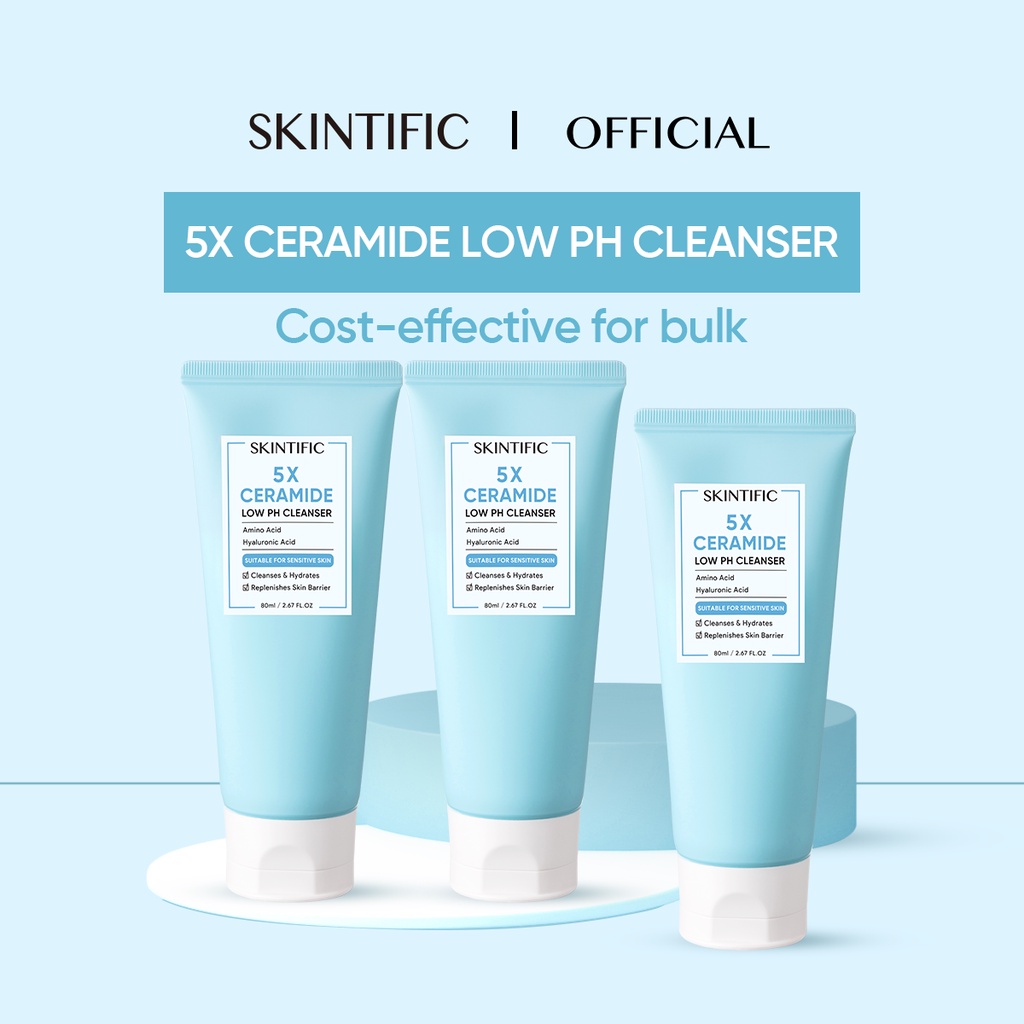 SKINTIFIC | OFFICIAL
5X CERAMIDE LOW PH CLEANSER
Cost-effective for bulk
SKINTIFIC
5X
CERAMIDE
LOW PH CLEANSER
Amino Acid
Hyaluronic Acid
SUITABLE FOR SENSITIVE SKIN
☑ Cleanses & Hydrates
☑ Replenishes Skin Barrier
80ml / 2.67 FL.OZ
SKINTIFIC
5X
CERAMIDE
LOW PH CLEANSER
Amino Acid
Hyaluronic Acid
SUITABLE FOR SENSITIVE SKIN
☑ Cleanses & Hydrates
☑ Replenishes Skin Barrier
80ml / 2.67 FL.OZ
SKINTIFIC
5X
CERAMIDE
LOW PH CLEANSER
Amino Acid
Hyaluronic Acid
SUITABLE FOR SENSITIVE SKIN
☑ Cleanses & Hydrates
☑ Replenishes Skin Barrier
80ml / 2.67 FL.OZ